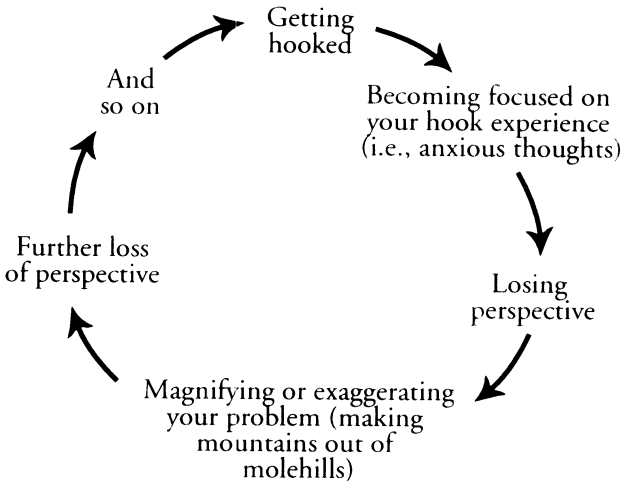 Getting
hooked
Becoming focused on
your hook experience
(i.e., anxious thoughts)
Losing
perspective
Magnifying or exaggerating
your problem (making
mountains out of
molehills)
Further loss
of perspective
And
so on